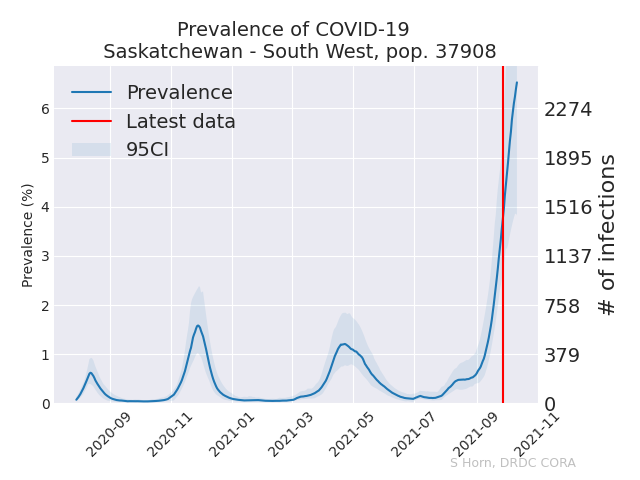 Prevalence of COVID-19
Saskatchewan - South West, pop. 37908
Prevalence
Latest data
95CI
Prevalence (%)
6
5
4
3
2
1
0
2274
1895
1516
1137
758
379
0
# of infections
2020-09
2020-11
2021-01
2021-03
2021-05
2021-07
2021-09
2021-11
S Horn, DRDC CORA